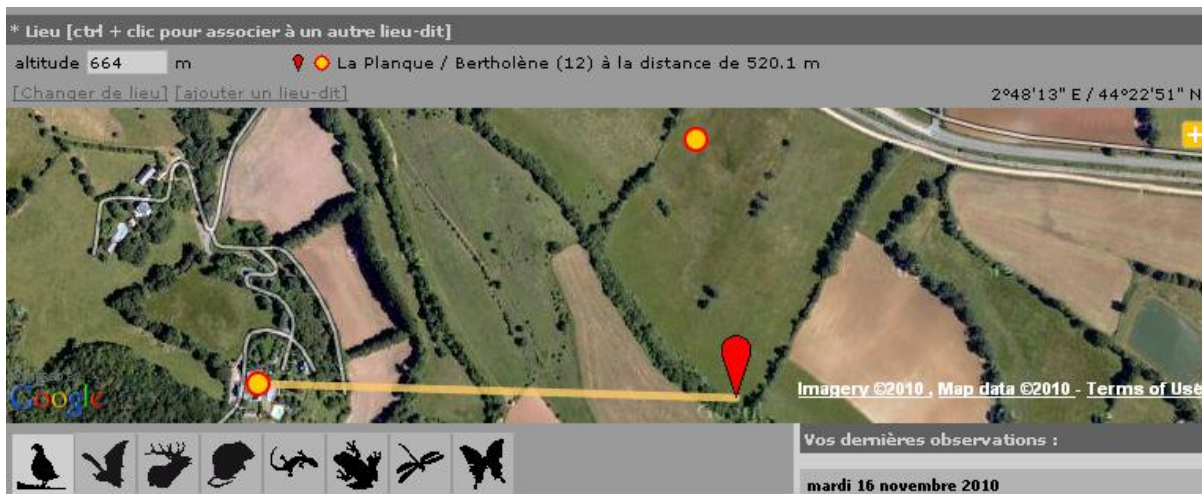 * Lieu [ctrl + clic pour associer à un autre lieu-dit]
altitude 664 m La Planque / Bertholène (12) à la distance de 520.1 m
[Changer de lieu] [ajouter un lieu-dit] 2°48'13" E / 44°22'51" N
Google
Imagery ©2010 , Map data ©2010 - Terms of Use
Vos dernières observations :
mardi 16 novembre 2010